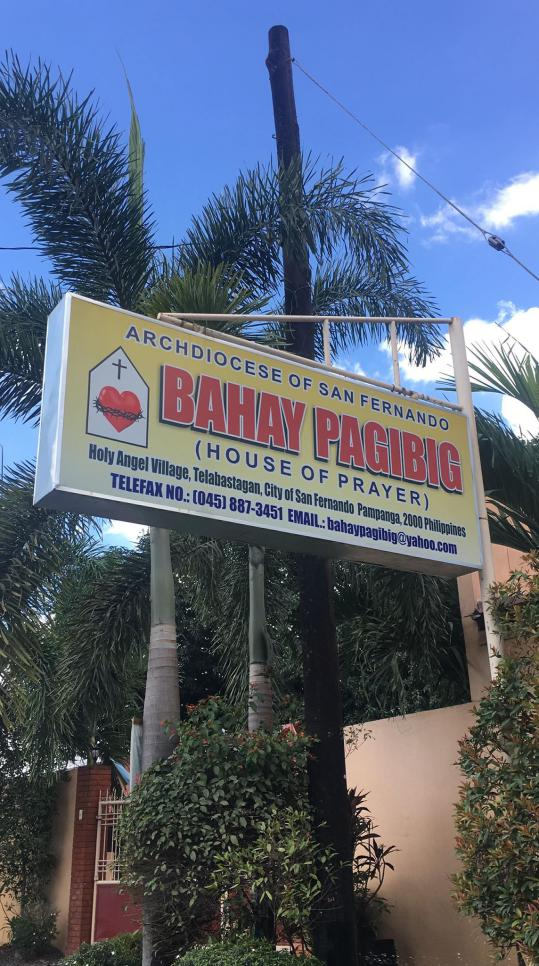 ARCHDIOCESE OF SAN FERNANDO
BAHAY PAGIBIG
(HOUSE OF PRAYER)
Holy Angel Village, Telabastagan, City of San Fernando Pampanga, 2000 Philippines
TELEFAX NO.: (045) 887-3451 EMAIL.: bahaypagibig@yahoo.com